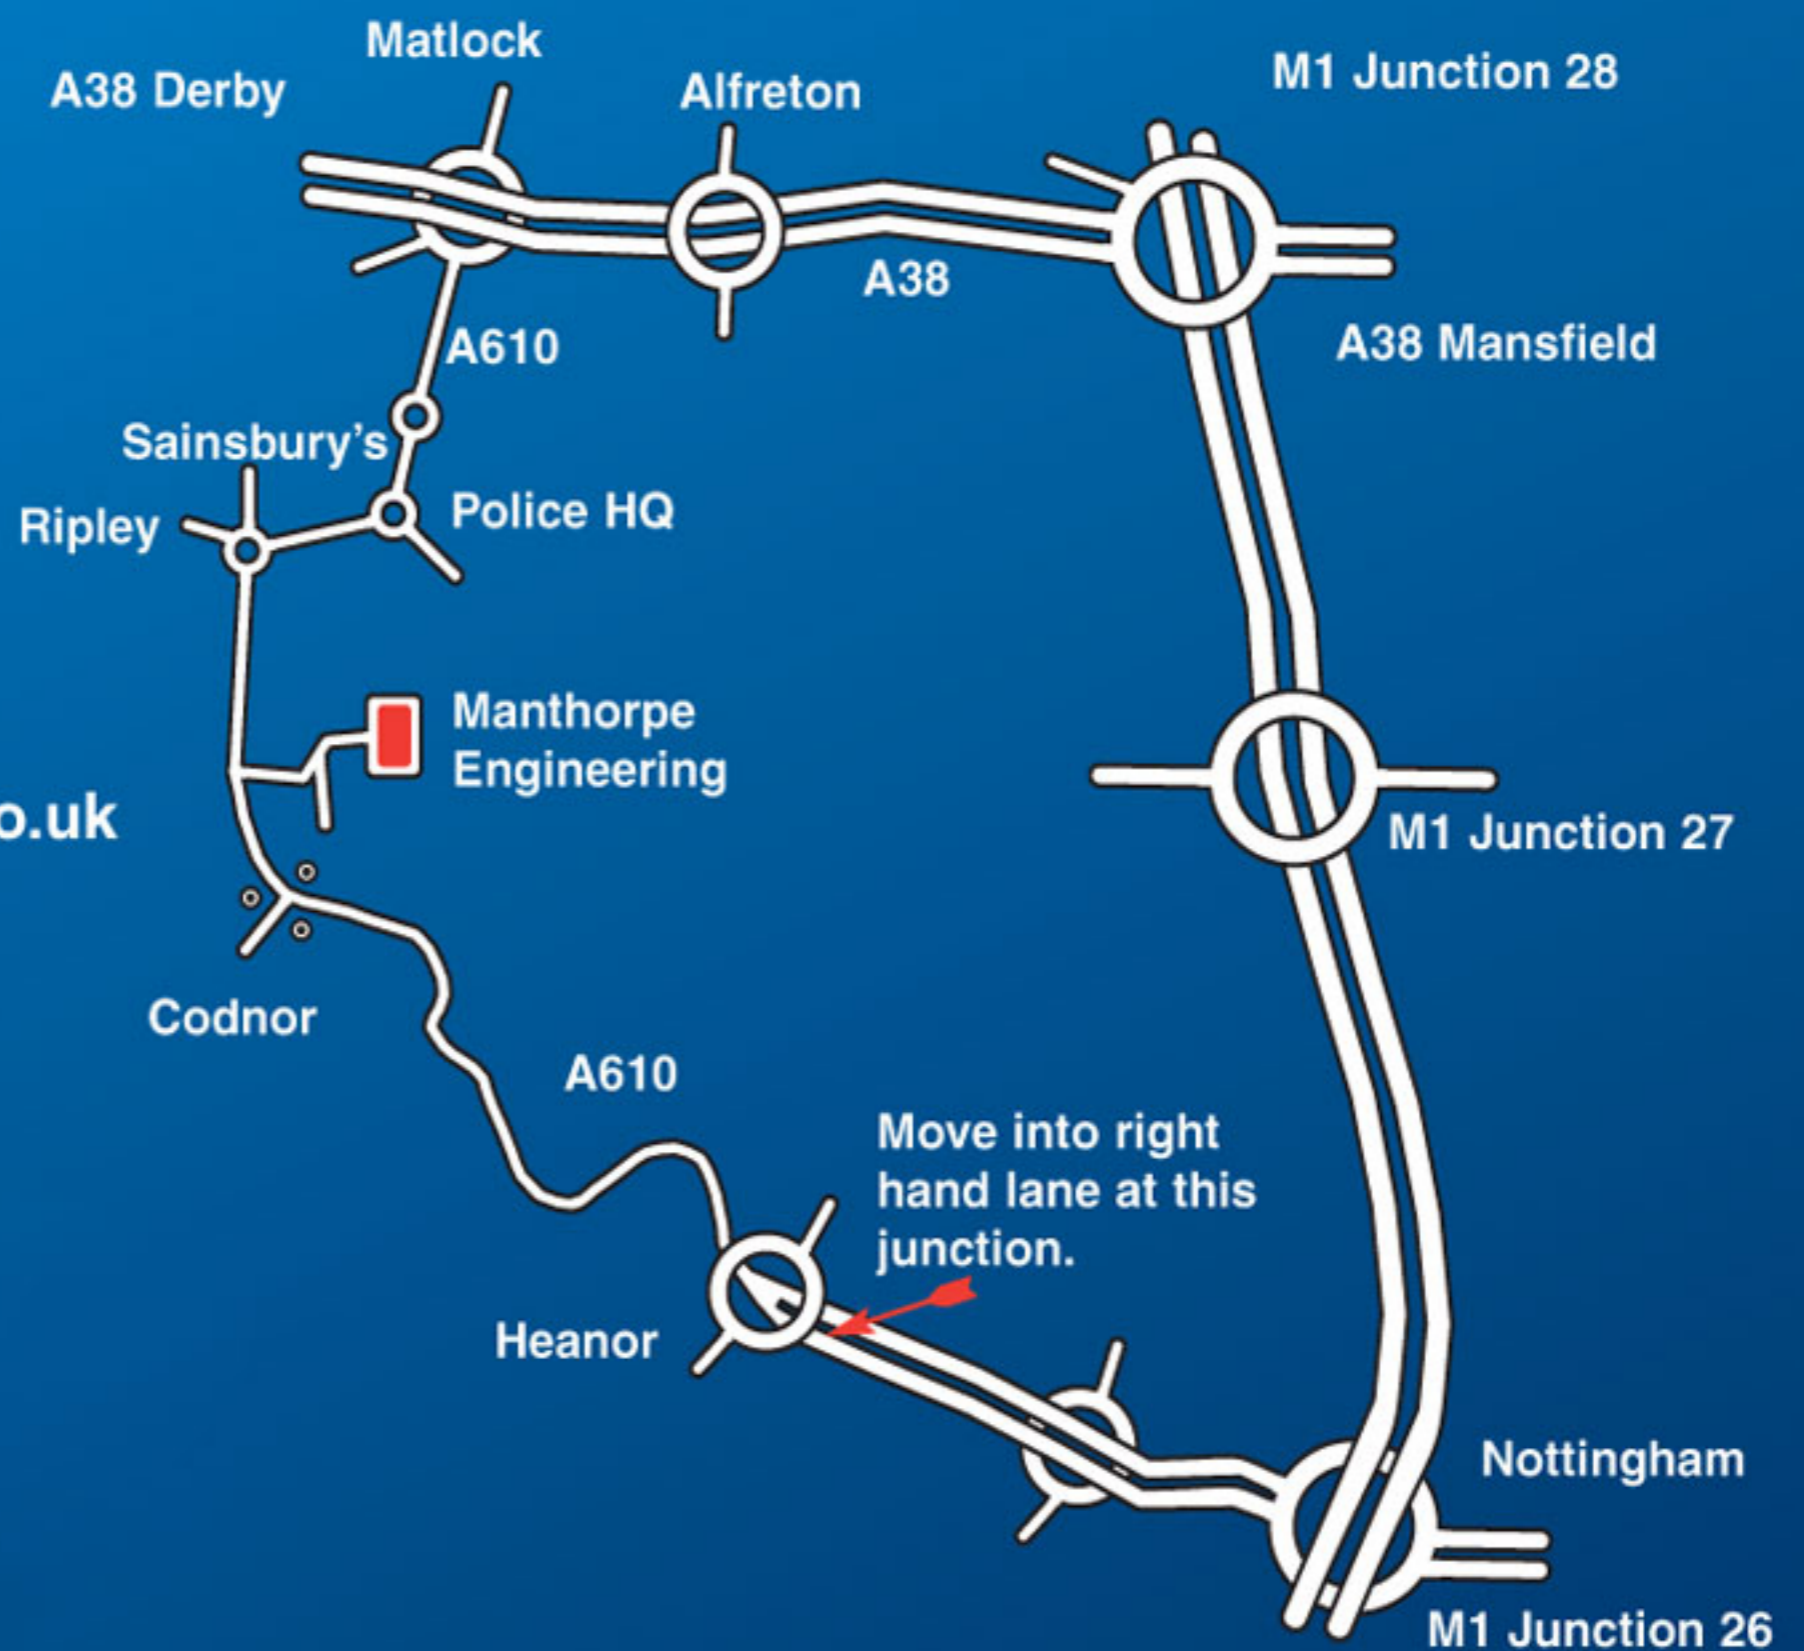 Matlock
A38 Derby
Alfreton
M1 Junction 28
A38
A38 Mansfield
A610
Sainsbury's
Ripley
Police HQ
Manthorpe
Engineering
o.uk
M1 Junction 27
Codnor
A610
Move into right
hand lane at this
junction.
Heanor
Nottingham
M1 Junction 26